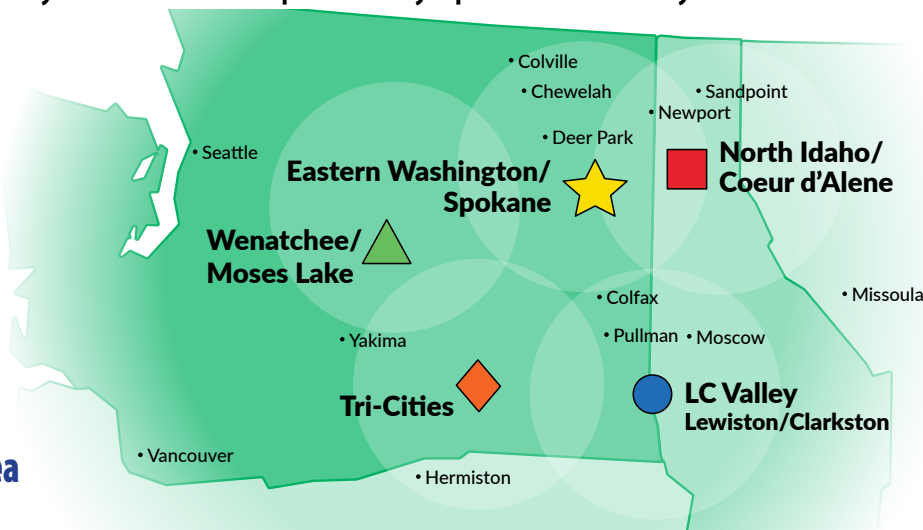 Colville
Chewelah
Sandpoint
Newport
Deer Park
Seattle
North Idaho/
Coeur d'Alene
Eastern Washington/
Spokane
Wenatchee/
Moses Lake
Colfax
Missoula
Yakima
Pullman
Moscow
Tri-Cities
LC Valley
Lewiston/Clarkston
Vancouver
Hermiston